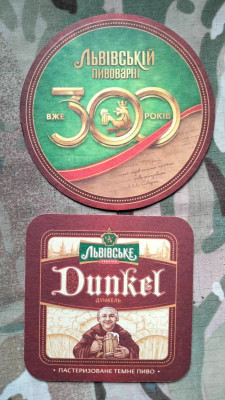 ЛЬВІВСЬКІЙ
ПИВОВАРНІ
ВЖЕ 300 РОКІВ
ЛЬВІВСЬКЕ
Dunkel
ДУНКЕЛЬ
• ПАСТЕРИЗОВАНЕ ТЕМНЕ ПИВО •